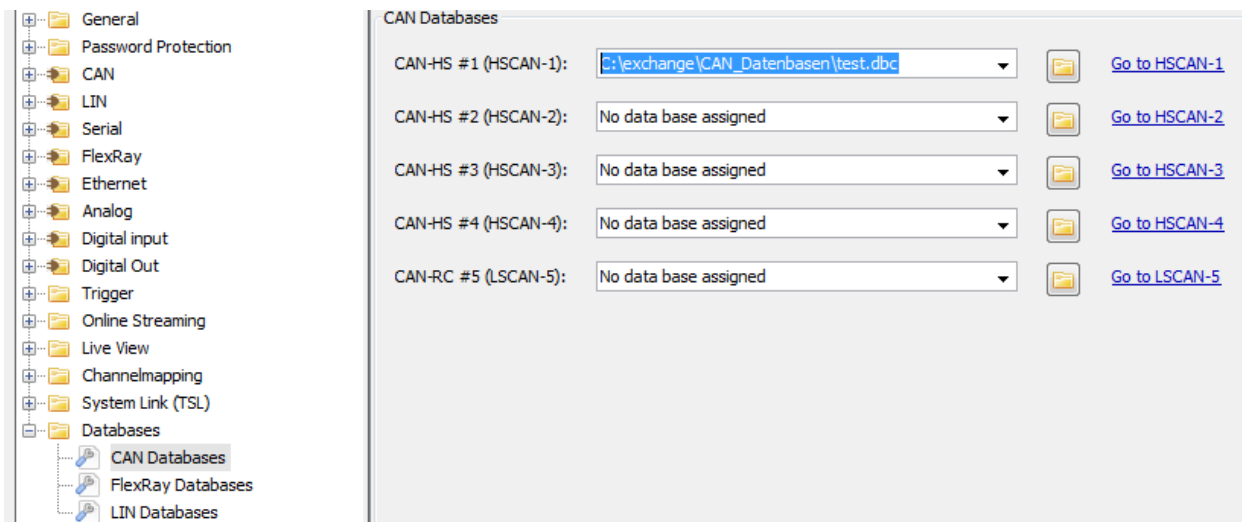 General
Password Protection
CAN
LIN
Serial
FlexRay
Ethernet
Analog
Digital input
Digital Out
Trigger
Online Streaming
Live View
Channelmapping
System Link (TSL)
Databases
CAN Databases
FlexRay Databases
LIN Databases
CAN Databases
CAN-HS #1 (HSCAN-1): C:\exchange\CAN_Datenbasen\test.dbc Go to HSCAN-1
CAN-HS #2 (HSCAN-2): No data base assigned Go to HSCAN-2
CAN-HS #3 (HSCAN-3): No data base assigned Go to HSCAN-3
CAN-HS #4 (HSCAN-4): No data base assigned Go to HSCAN-4
CAN-RC #5 (LSCAN-5): No data base assigned Go to LSCAN-5